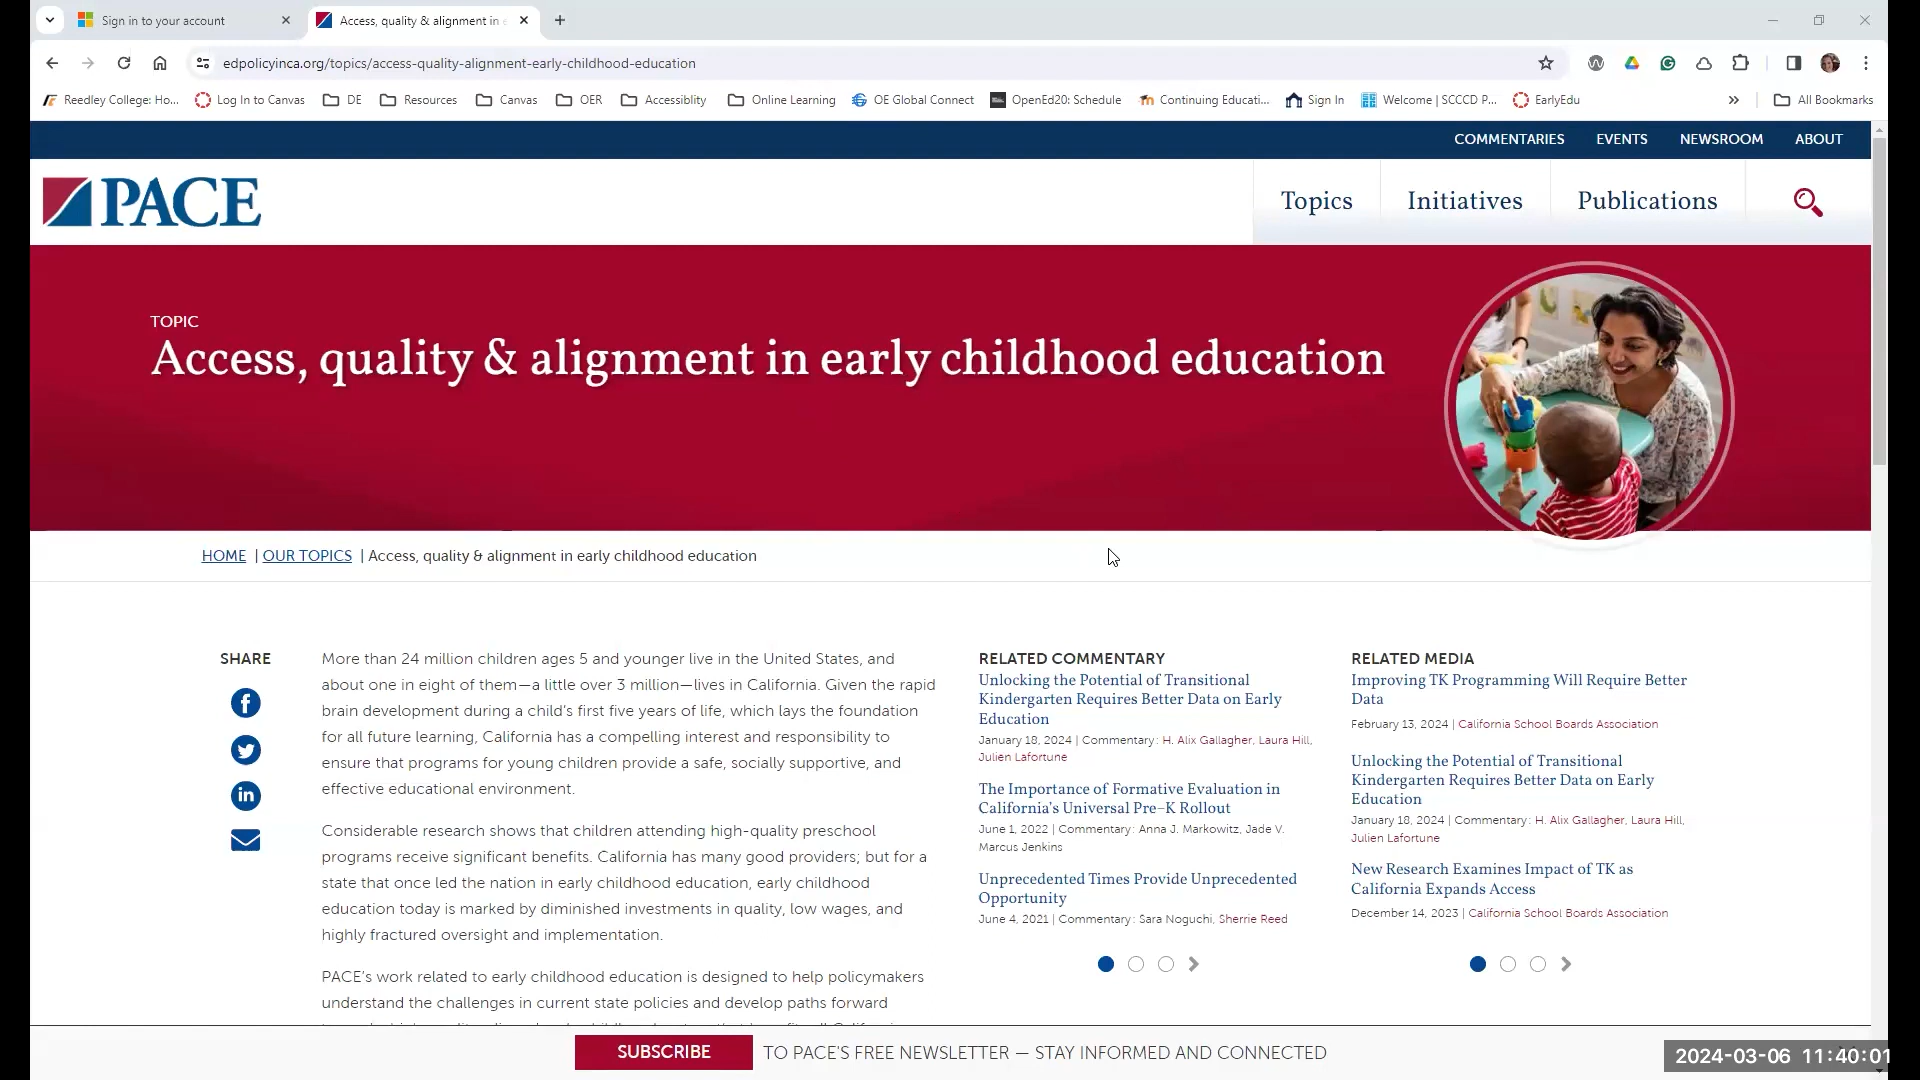 Sign in to your account
Access, quality & alignment in e
edpolicyinca.org/topics/access-quality-alignment-early-childhood-education
Reedley College: Ho...
Log In to Canvas
DE
Resources
Canvas
OER
Accessiblity
Online Learning
OE Global Connect
OpenEd20: Schedule
Continuing Educati...
Sign In
Welcome | SCCCD P...
EarlyEdu
All Bookmarks
COMMENTARIES
EVENTS
NEWSROOM
ABOUT
PACE
Topics
Initiatives
Publications
TOPIC
Access, quality & alignment in early childhood education
HOME | OUR TOPICS | Access, quality & alignment in early childhood education
SHARE
More than 24 million children ages 5 and younger live in the United States, and
about one in eight of them—a little over 3 million—lives in California. Given the rapid
brain development during a child's first five years of life, which lays the foundation
for all future learning, California has a compelling interest and responsibility to
ensure that programs for young children provide a safe, socially supportive, and
effective educational environment.
Considerable research shows that children attending high-quality preschool
programs receive significant benefits. California has many good providers; but for a
state that once led the nation in early childhood education, early childhood
education today is marked by diminished investments in quality, low wages, and
highly fractured oversight and implementation.
PACE's work related to early childhood education is designed to help policymakers
understand the challenges in current state policies and develop paths forward
RELATED COMMENTARY
Unlocking the Potential of Transitional
Kindergarten Requires Better Data on Early
Education
January 18, 2024 | Commentary: H. Alix Gallagher, Laura Hill,
Julien Lafortune
The Importance of Formative Evaluation in
California's Universal Pre–K Rollout
June 1, 2022 | Commentary: Anna J. Markowitz, Jade V.
Marcus Jenkins
Unprecedented Times Provide Unprecedented
Opportunity
June 4, 2021 | Commentary: Sara Noguchi, Sherrie Reed
RELATED MEDIA
Improving TK Programming Will Require Better
Data
February 13, 2024 | California School Boards Association
Unlocking the Potential of Transitional
Kindergarten Requires Better Data on Early
Education
January 18, 2024 | Commentary: H. Alix Gallagher, Laura Hill,
Julien Lafortune
New Research Examines Impact of TK as
California Expands Access
December 14, 2023 | California School Boards Association
SUBSCRIBE TO PACE'S FREE NEWSLETTER — STAY INFORMED AND CONNECTED
2024-03-06 11:40:01